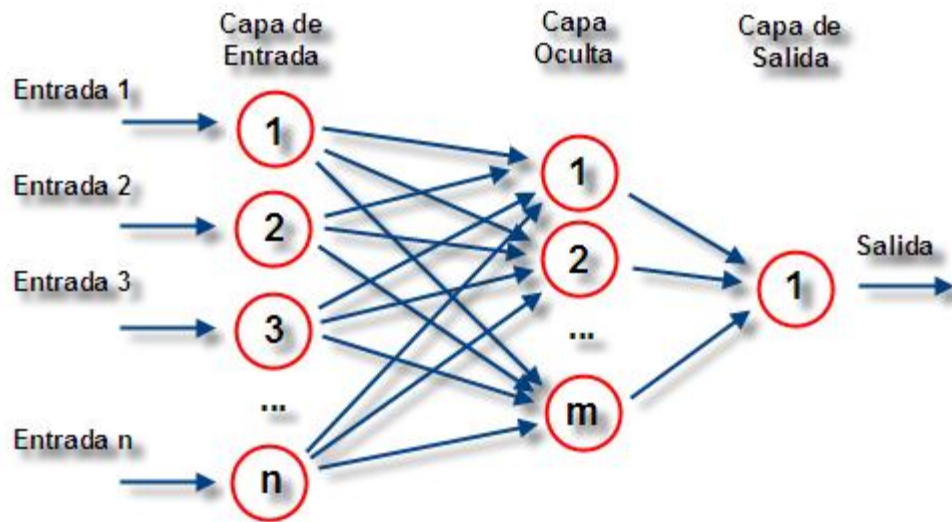 Capa de
Entrada
Capa
Oculta
Capa de
Salida
Entrada 1
1
Entrada 2
2
Entrada 3
3
...
Entrada n
n
1
2
...
m
1
Salida